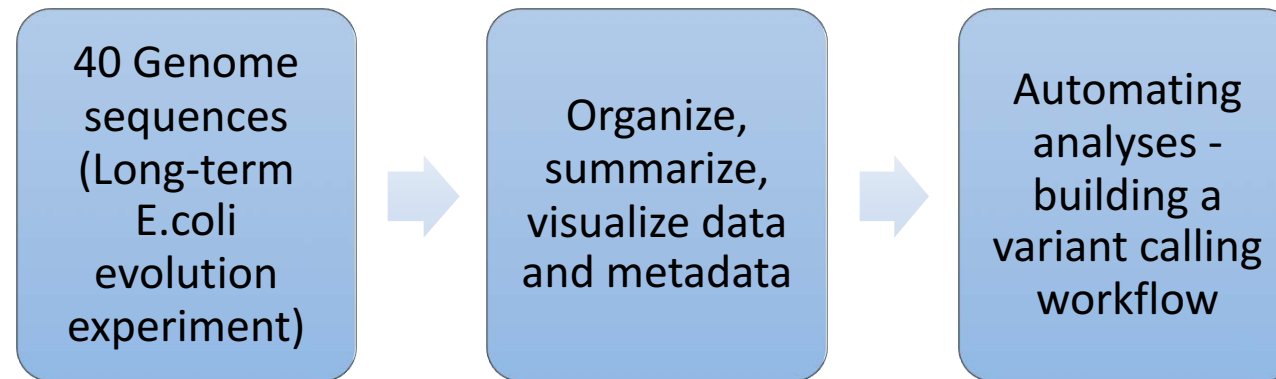 40 Genome
sequences
(Long-term
E.coli
evolution
experiment)
Organize,
summarize,
visualize data
and metadata
Automating
analyses -
building a
variant calling
workflow